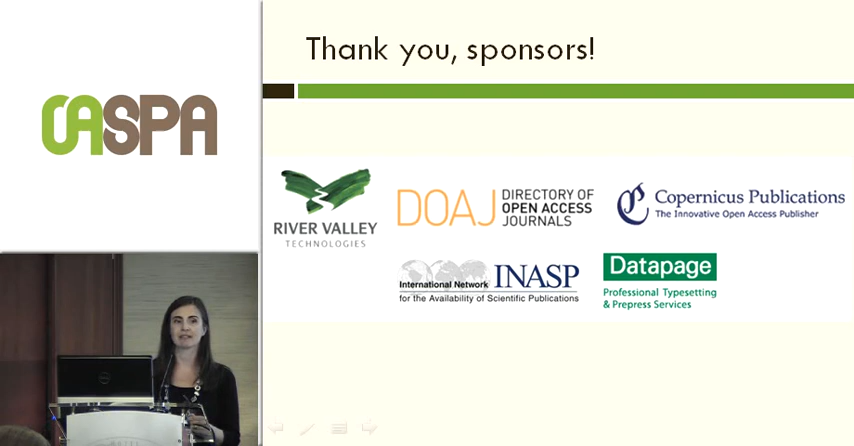 Thank you, sponsors!
OASPA
RIVER VALLEY
TECHNOLOGIES
DOAJ
DIRECTORY OF
OPEN ACCESS
JOURNALS
Copernicus Publications
The Innovative Open Access Publisher
International Network INASP
for the Availability of Scientific Publications
Datapage
Professional Typesetting
& Prepress Services